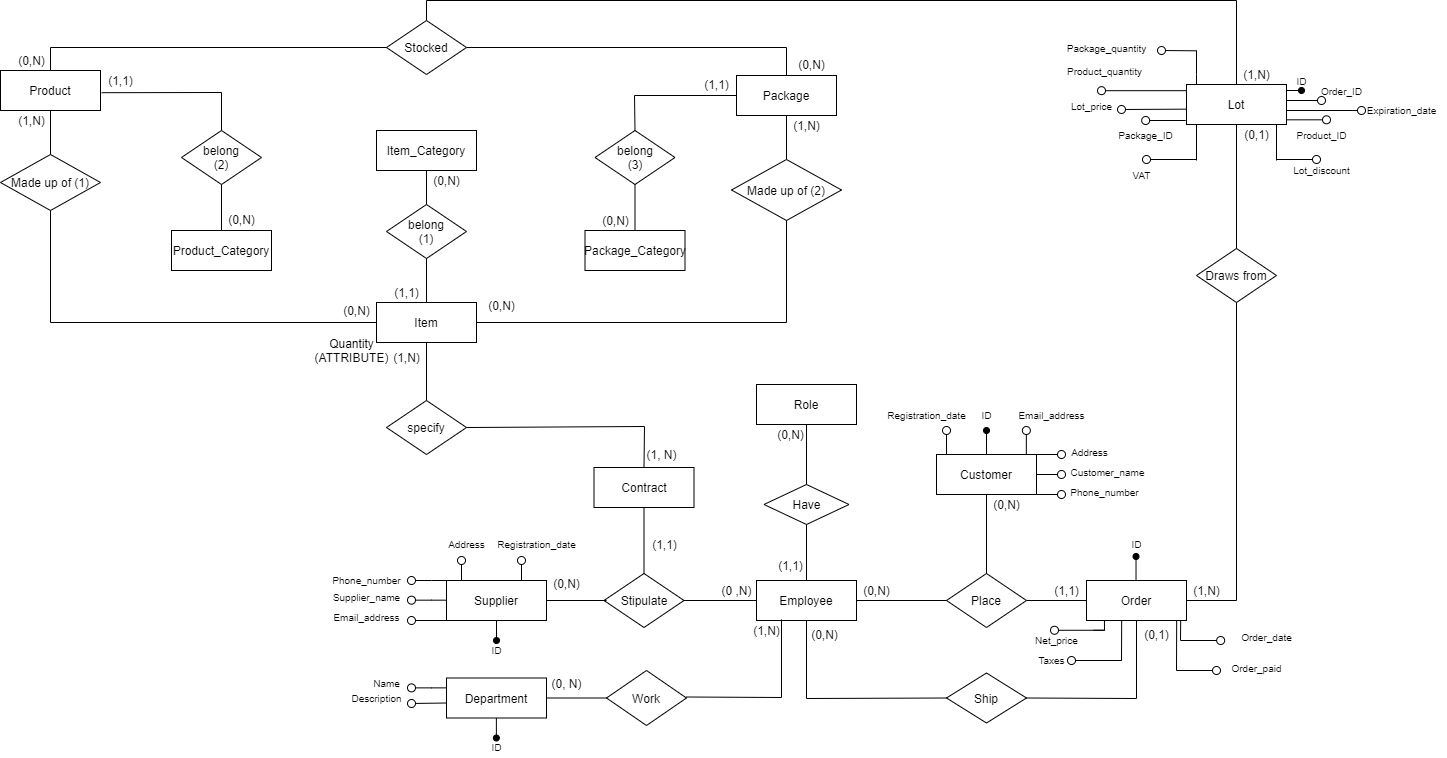 Stocked
(0,N)
(0,N)
Product
(1,1)
(1,N)
(1,1)
Package
(1,N)
Package_quantity
Product_quantity
(1,N)
ID
Order_ID
Lot_price
Lot
Expiration_date
Package_ID
(0,1)
Product_ID
VAT
Lot_discount
Made up of (1)
belong
(2)
Item_Category
(0,N)
belong
(3)
Made up of (2)
(0,N)
Product_Category
belong
(1)
(0,N)
Package_Category
Draws from
(1,1)
(0,N)
(0,N)
Item
Quantity
(ATTRIBUTE)
(1,N)
specify
(1, N)
Contract
(1,1)
Role
(0,N)
Have
(1,1)
Registration_date
ID
Email_address
Address
Customer
Customer_name
Phone_number
(0,N)
Address
Registration_date
Phone_number
Supplier_name
Email_address
Supplier
(0,N)
ID
Stipulate
(0 ,N)
Employee
(0,N)
(1,N)
(0,N)
Place
(1,1)
ID
Order
(1,N)
Net_price
Taxes
(0,1)
Order_date
Order_paid
Name
Description
Department
(0, N)
ID
Work
Ship